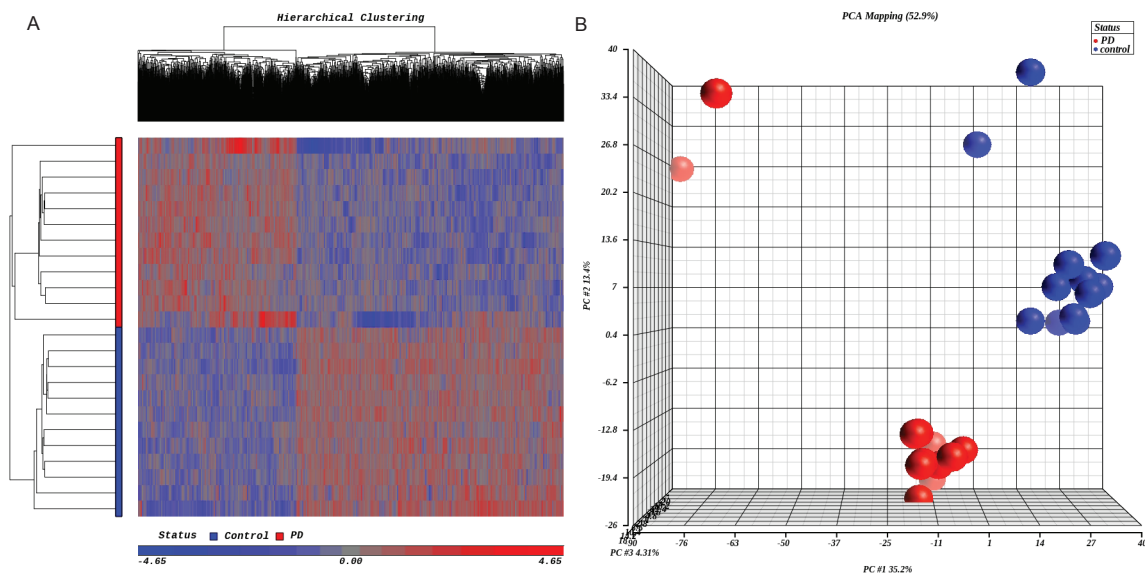 A
Hierarchical Clustering
Status Control PD
-4.65 0.00 4.65
B
PCA Mapping (52.9%)
Status
PD
control
40
33.4
26.8
20.2
13.6
7
0.4
-6.2
-12.8
-19.4
-26
PC #2 13.4%
-90 -76 -63 -50 -37 -24 -11 1 14 27 40
PC #3 4.31%
PC #1 35.2%